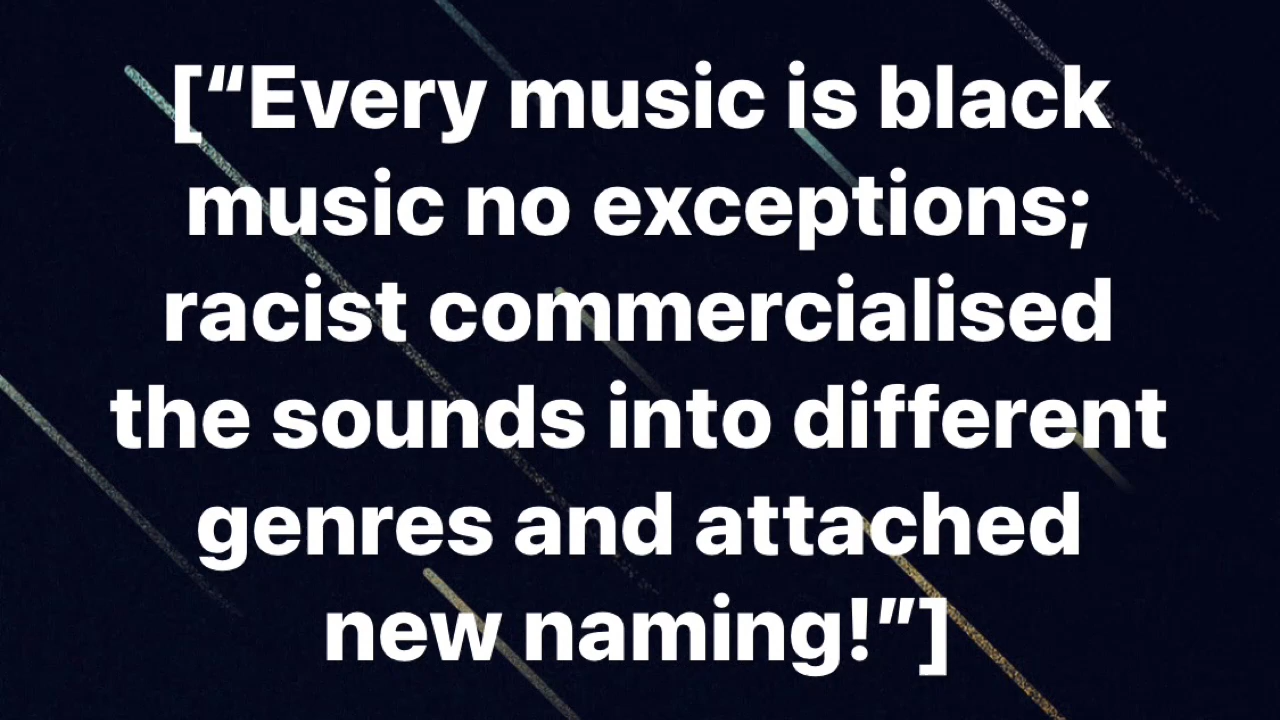 [“Every music is black
music no exceptions;
racist commercialised
the sounds into different
genres and attached
new naming!”]